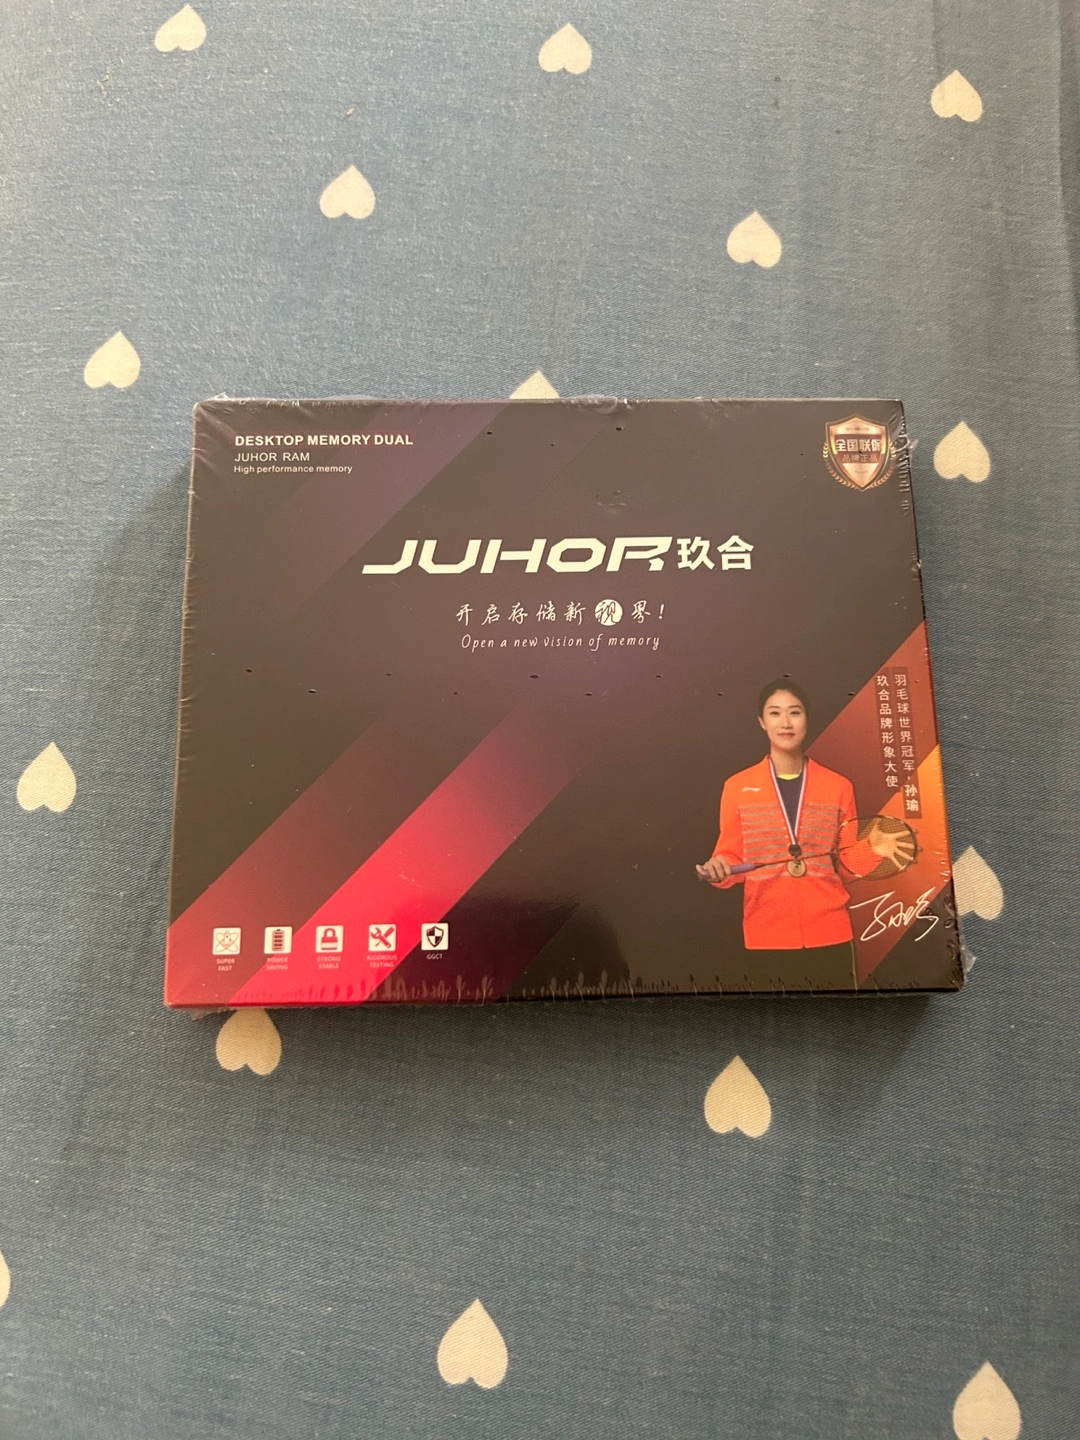 DESKTOP MEMORY DUAL
JUHOR RAM
High performance memory
全国联保
品牌正品
JUHOR玖合
开启存储新视界!
Open a new vision of memory
羽毛球世界冠军·孙瑜
玖合品牌形象大使
SUPER
FAST
POWER
SAVING
STRONG
STABLE
RIGOROUS
TESTING
GGCT